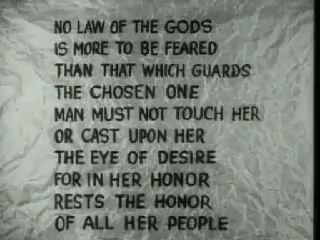 NO LAW OF THE GODS
IS MORE TO BE FEARED
THAN THAT WHICH GUARDS
THE CHOSEN ONE
MAN MUST NOT TOUCH HER
OR CAST UPON HER
THE EYE OF DESIRE
FOR IN HER HONOR
RESTS THE HONOR
OF ALL HER PEOPLE